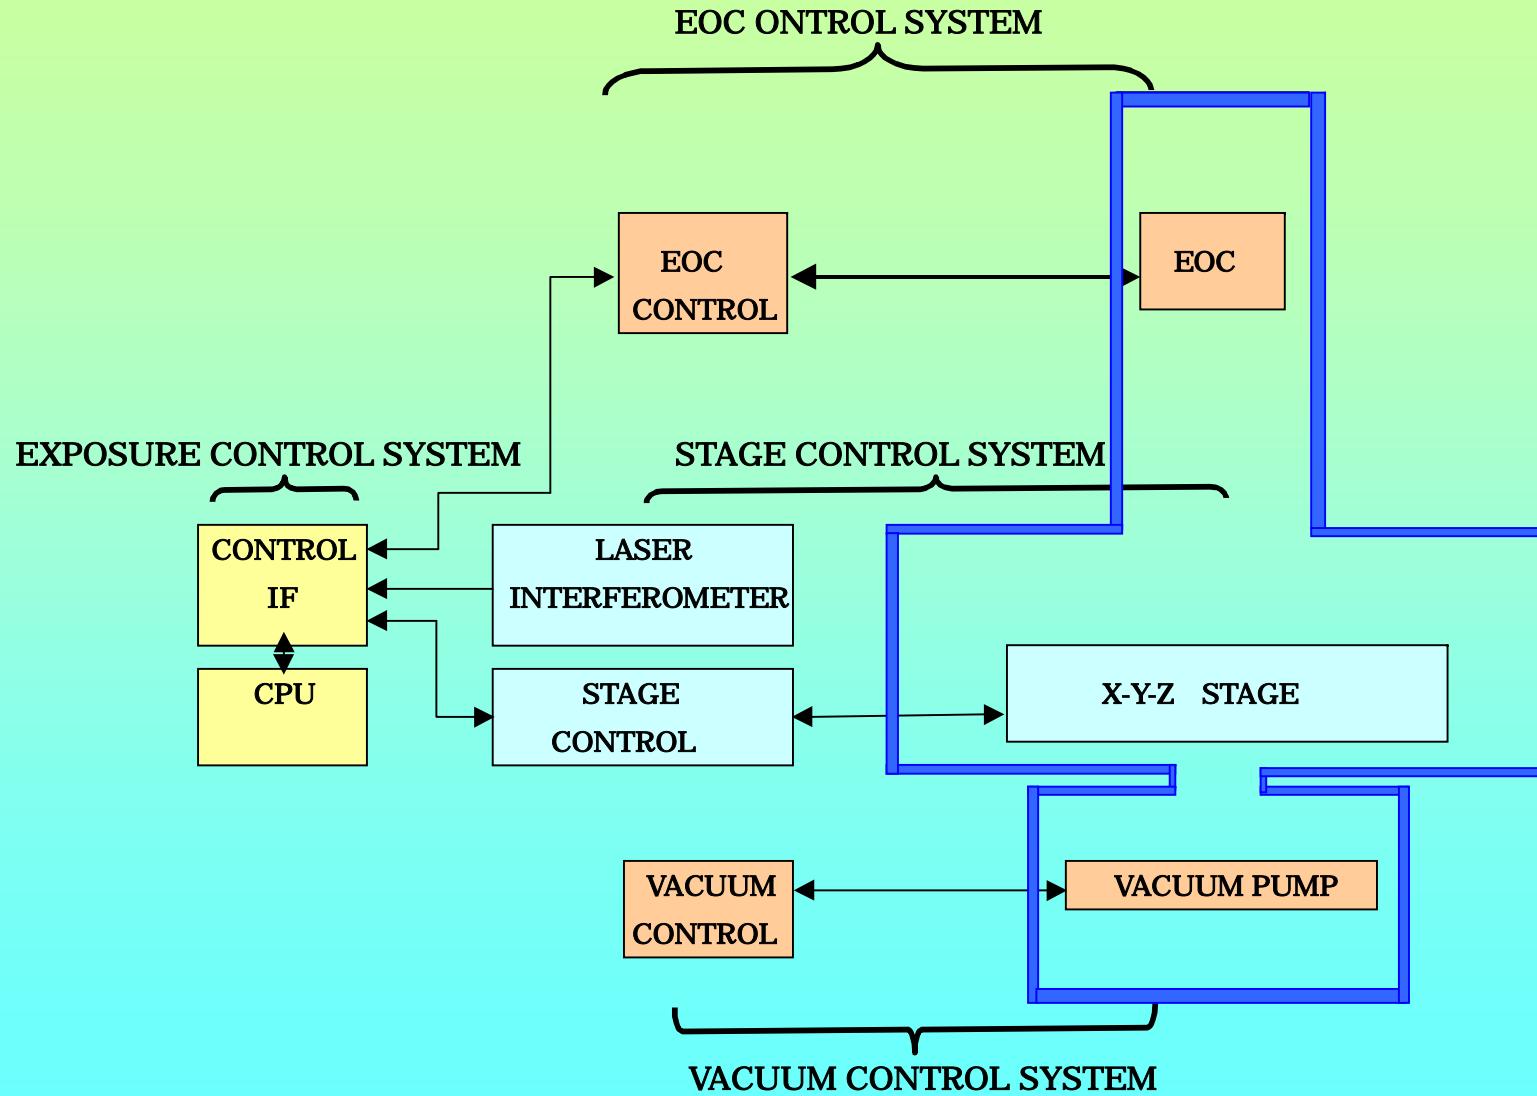 EOC ONTROL SYSTEM
EOC
CONTROL
EOC
EXPOSURE CONTROL SYSTEM
STAGE CONTROL SYSTEM
CONTROL
IF
LASER
INTERFEROMETER
CPU
STAGE
CONTROL
X-Y-Z STAGE
VACUUM
CONTROL
VACUUM PUMP
VACUUM CONTROL SYSTEM